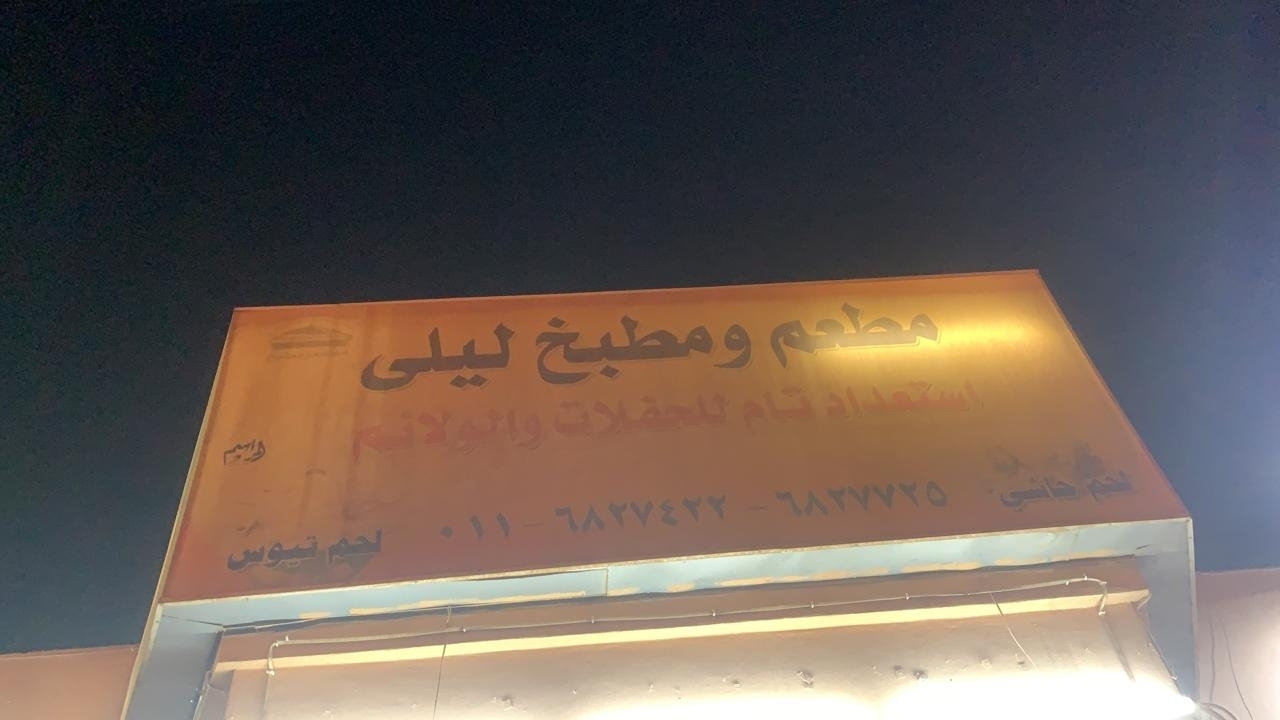 مطعم ومطبخ ليلى
استعداد تام للحفلات والولائم
لحم حاشي
٠١١ - ٦٨٢٧٤٢٢ - ٦٨٢٧٧٢٥
لحم تيوس